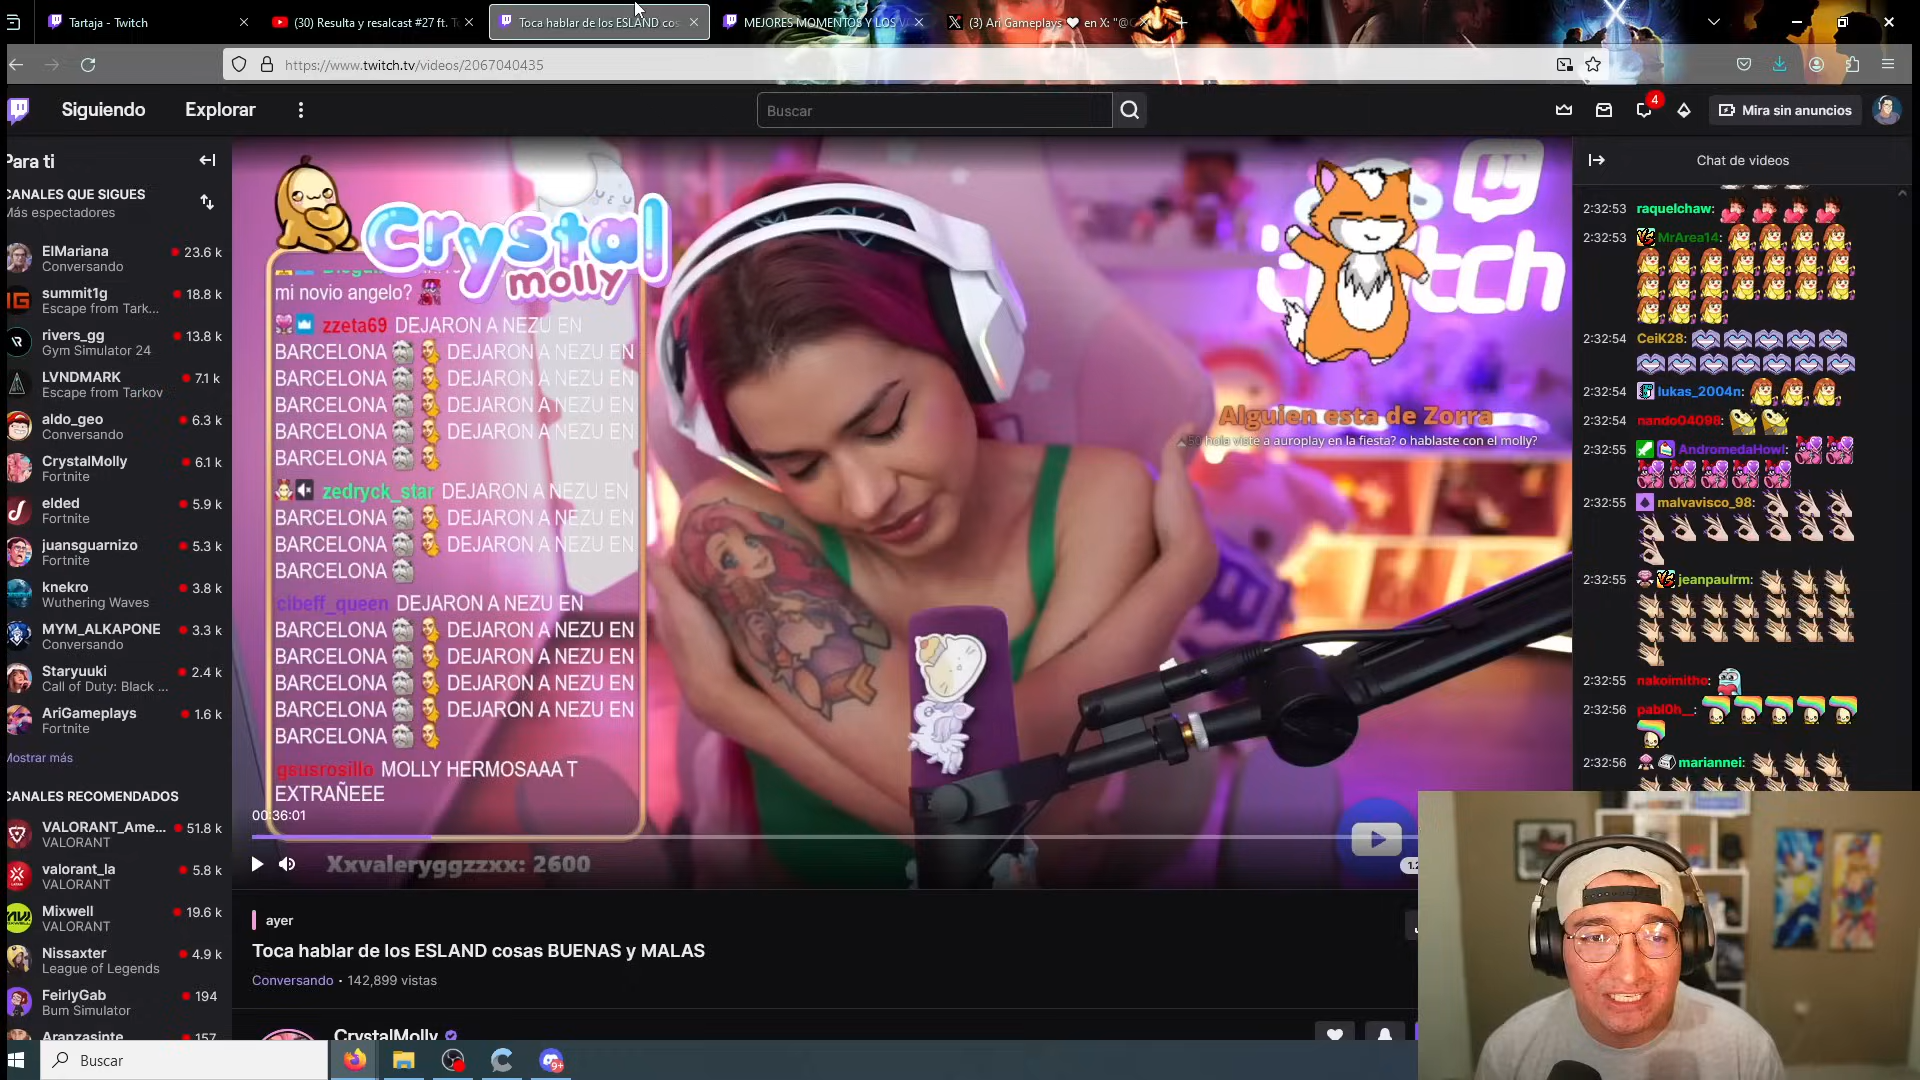 Tartaja - Twitch
(30) Resulta y resalcast #27 ft.
Toca hablar de los ESLAND cos
MEJORES MOMENTOS Y LOS V
(3) Ari Gameplays ❤ en X: "@
https://www.twitch.tv/videos/2067040435
Siguiendo
Explorar
Buscar
4
Mira sin anuncios
Para ti
CANALES QUE SIGUES
Más espectadores
ElMariana
23.6 k
Conversando
summit1g
18.8 k
Escape from Tark...
rivers_gg
13.8 k
Gym Simulator 24
LVNDMARK
7.1 k
Escape from Tarkov
aldo_geo
6.3 k
Conversando
CrystalMolly
6.1 k
Fortnite
elded
5.9 k
Fortnite
juansguarnizo
5.3 k
Fortnite
knekro
3.8 k
Wuthering Waves
MYM_ALKAPONE
3.3 k
Conversando
Staryuuki
2.4 k
Call of Duty: Black ...
AriGameplays
1.6 k
Fortnite
Mostrar más
CANALES RECOMENDADOS
VALORANT_Ame...
51.8 k
VALORANT
valorant_la
5.8 k
VALORANT
Mixwell
19.6 k
VALORANT
Nissaxter
4.9 k
League of Legends
FeirlyGab
194
Bum Simulator
Aranzasinte
157
Crystal
molly
mi novio angelo?
zzeta69 DEJARON A NEZU EN
BARCELONA DEJARON A NEZU EN
BARCELONA DEJARON A NEZU EN
BARCELONA DEJARON A NEZU EN
BARCELONA DEJARON A NEZU EN
BARCELONA
zedryck_star DEJARON A NEZU EN
BARCELONA DEJARON A NEZU EN
BARCELONA DEJARON A NEZU EN
BARCELONA
cibeff_queen DEJARON A NEZU EN
BARCELONA DEJARON A NEZU EN
BARCELONA DEJARON A NEZU EN
BARCELONA DEJARON A NEZU EN
BARCELONA DEJARON A NEZU EN
BARCELONA
gsusrosillo MOLLY HERMOSAAA T
EXTRAÑEEE
00:36:01
Xxvaleryggzzxx: 2600
Alguien esta de Zorra
hola viste a auroplay en la fiesta? o hablaste con el molly?
ayer
Toca hablar de los ESLAND cosas BUENAS y MALAS
Conversando • 142,899 vistas
CrystalMolly
Chat de videos
2:32:53 raquelchaw:
2:32:53 MrArea14:
2:32:54 CeiK28:
2:32:54 lukas_2004n:
2:32:54 nando04098:
2:32:55 AndromedaHowl:
2:32:55 malvavisco_98:
2:32:55 jeanpaulrm:
2:32:55 nakoimitho:
2:32:56 pabl0h__:
2:32:56 mariannei:
Buscar
9+